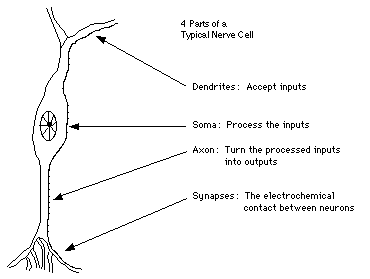 4 Parts of a
Typical Nerve Cell
Dendrites: Accept inputs
Soma: Process the inputs
Axon: Turn the processed inputs
into outputs
Synapses: The electrochemical
contact between neurons